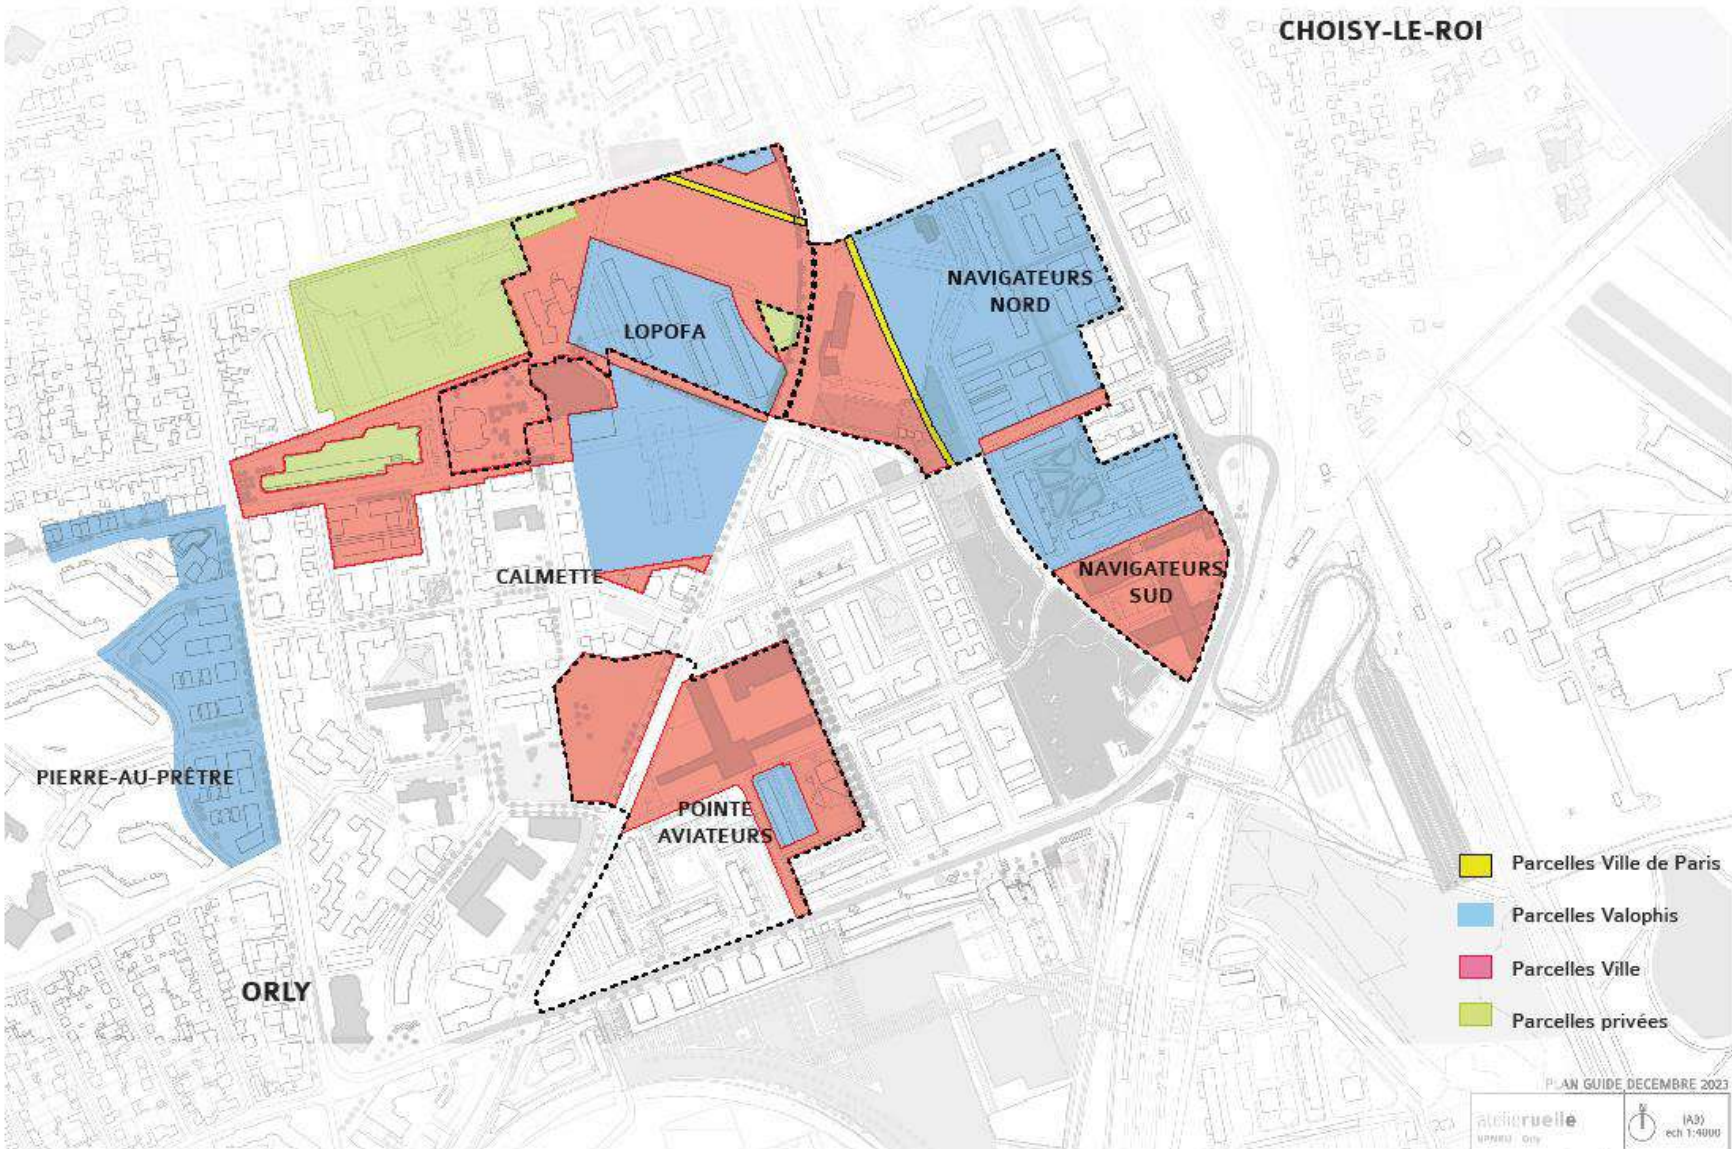 CHOISY-LE-ROI
NAVIGATEURS
NORD
LOPOFA
CALMETTE
NAVIGATEURS
SUD
PIERRE-AU-PRÊTRE
POINTE
AVIATEURS
ORLY
Parcelles Ville de Paris
Parcelles Valophis
Parcelles Ville
Parcelles privées
PLAN GUIDE DECEMBRE 2023
atelierruelle
N
(A3)
ech 1:4000